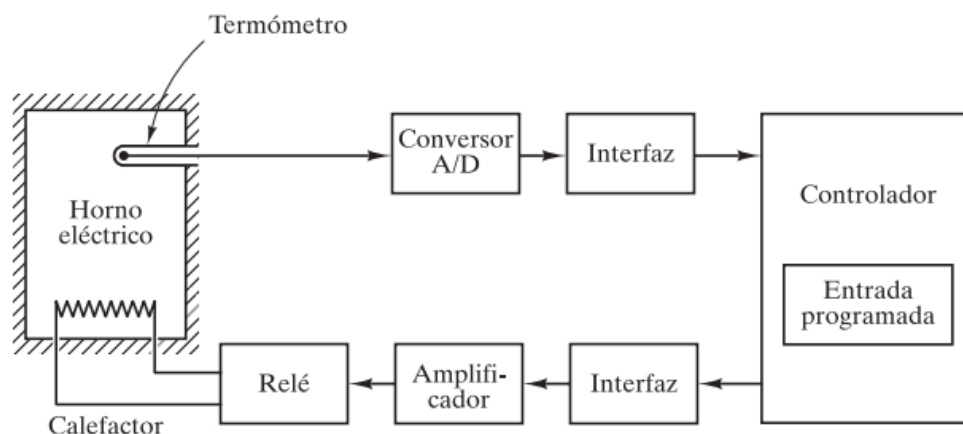 Termómetro
Conversor
A/D
Interfaz
Controlador
Horno
eléctrico
Entrada
programada
Relé
Amplifi-
cador
Interfaz
Calefactor